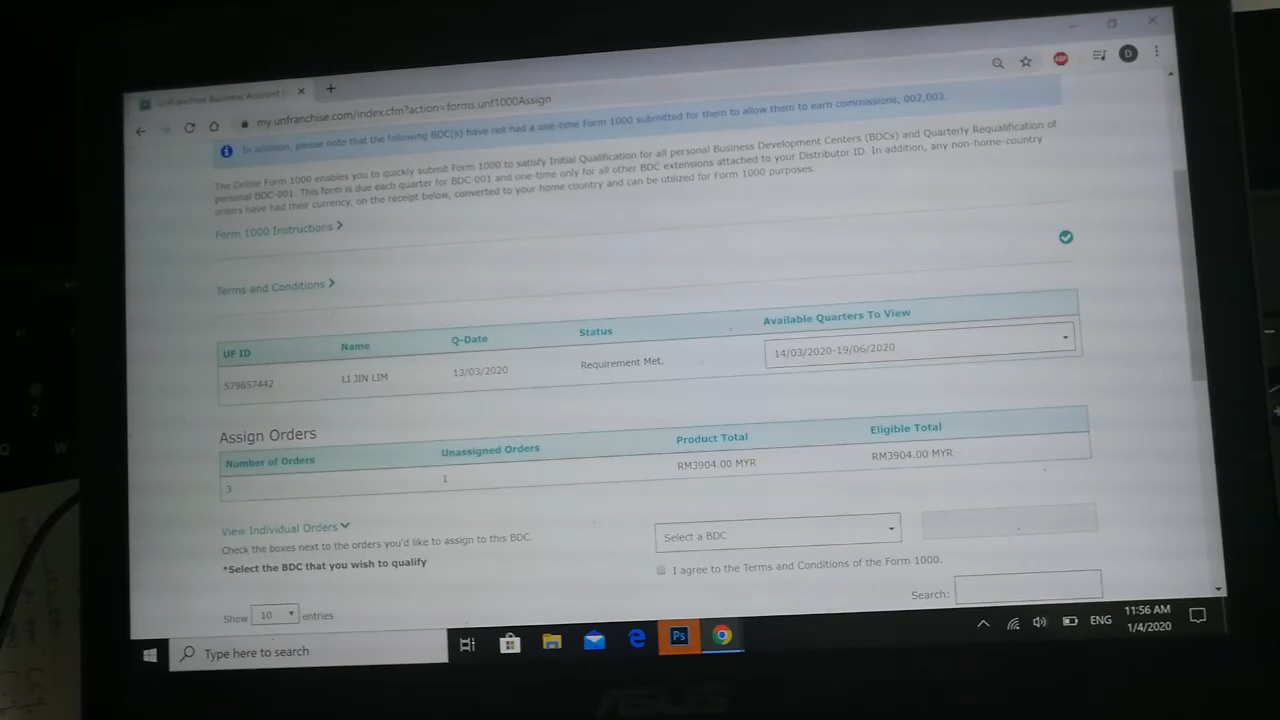 UnFranchise Business Account
my.unfranchise.com/index.cfm?action=forms.unf1000Assign
ABP
D
In addition, please note that the following BDC(s) have not had a one-time Form 1000 submitted for them to allow them to earn commissions, 002,003.
The Online Form 1000 enables you to quickly submit Form 1000 to satisfy Initial Qualification for all personal Business Development Centers (BDCs) and Quarterly Requalification of
personal BDC-001. This form is due each quarter for BDC-001 and one-time only for all other BDC extensions attached to your Distributor ID. In addition, any non-home-country
orders have had their currency, on the receipt below, converted to your home country and can be utilized for Form 1000 purposes.
Form 1000 Instructions
Terms and Conditions
UF ID Name Q-Date Status Available Quarters To View
579857442 LI JIN LIM 13/03/2020 Requirement Met. 14/03/2020-19/06/2020
Assign Orders
Number of Orders Unassigned Orders Product Total Eligible Total
3 1 RM3904.00 MYR RM3904.00 MYR
View Individual Orders
Check the boxes next to the orders you'd like to assign to this BDC.
*Select the BDC that you wish to qualify
Select a BDC
I agree to the Terms and Conditions of the Form 1000.
Show 10 entries
Search:
Type here to search
Ps
ENG
11:56 AM
1/4/2020
ASUS